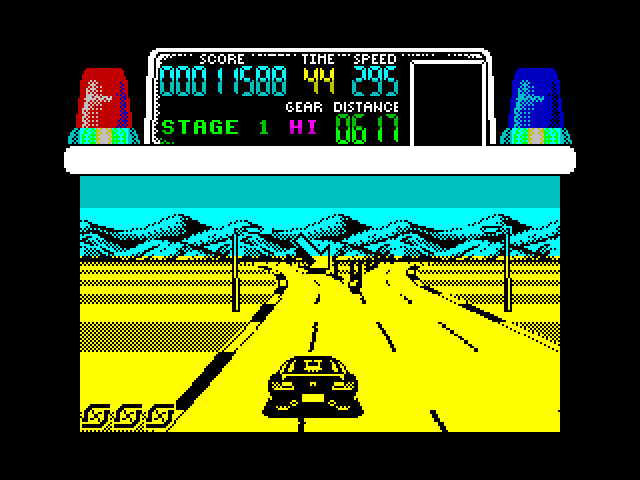 SCORE TIME SPEED
00011588 44 295
GEAR DISTANCE
STAGE 1 HI 0617